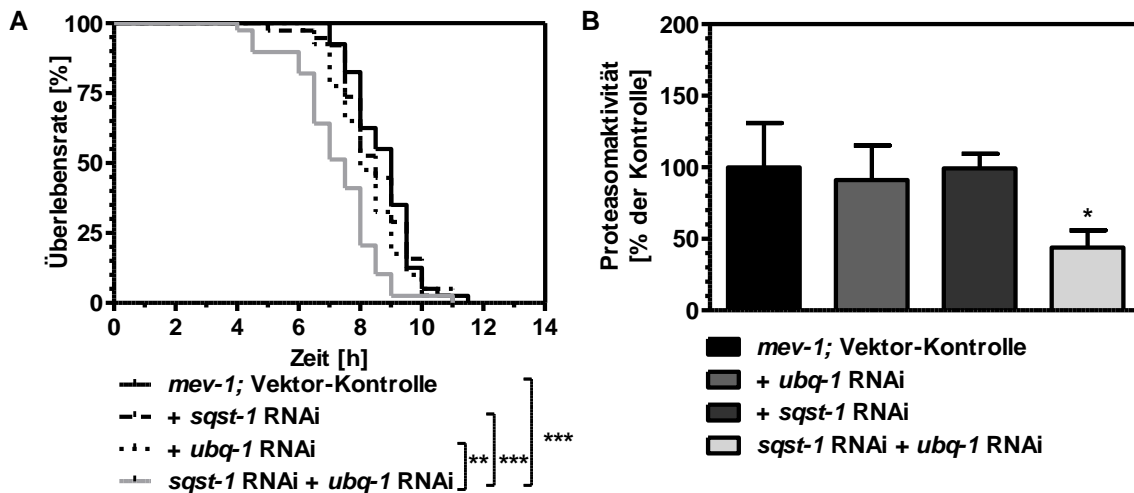 A
Überlebensrate [%]
100
75
50
25
0
0 2 4 6 8 10 12 14
Zeit [h]
mev-1; Vektor-Kontrolle
+ sqst-1 RNAi
+ ubq-1 RNAi
sqst-1 RNAi + ubq-1 RNAi
** *** ***
B
Proteasomaktivität
[% der Kontrolle]
200
150
100
50
0
*
mev-1; Vektor-Kontrolle
+ ubq-1 RNAi
+ sqst-1 RNAi
sqst-1 RNAi + ubq-1 RNAi